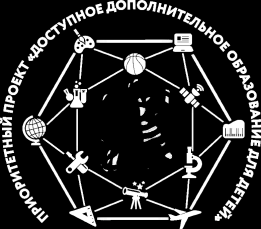 ПРИОРИТЕТНЫЙ ПРОЕКТ «ДОСТУПНОЕ ДОПОЛНИТЕЛЬНОЕ ОБРАЗОВАНИЕ ДЛЯ ДЕТЕЙ»